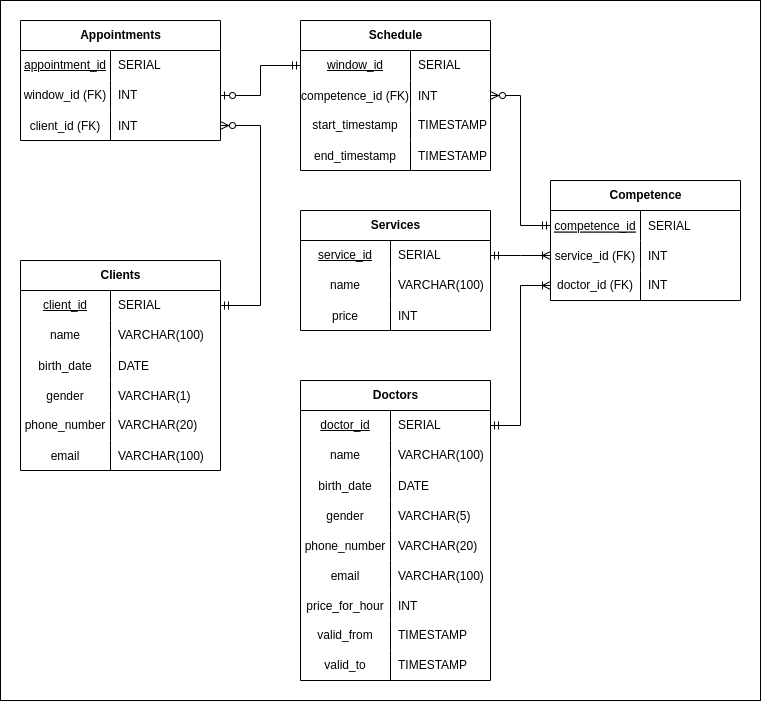 Appointments
appointment_id SERIAL
window_id (FK) INT
client_id (FK) INT
Schedule
window_id SERIAL
competence_id (FK) INT
start_timestamp TIMESTAMP
end_timestamp TIMESTAMP
Competence
competence_id SERIAL
service_id (FK) INT
doctor_id (FK) INT
Services
service_id SERIAL
name VARCHAR(100)
price INT
Clients
client_id SERIAL
name VARCHAR(100)
birth_date DATE
gender VARCHAR(1)
phone_number VARCHAR(20)
email VARCHAR(100)
Doctors
doctor_id SERIAL
name VARCHAR(100)
birth_date DATE
gender VARCHAR(5)
phone_number VARCHAR(20)
email VARCHAR(100)
price_for_hour INT
valid_from TIMESTAMP
valid_to TIMESTAMP